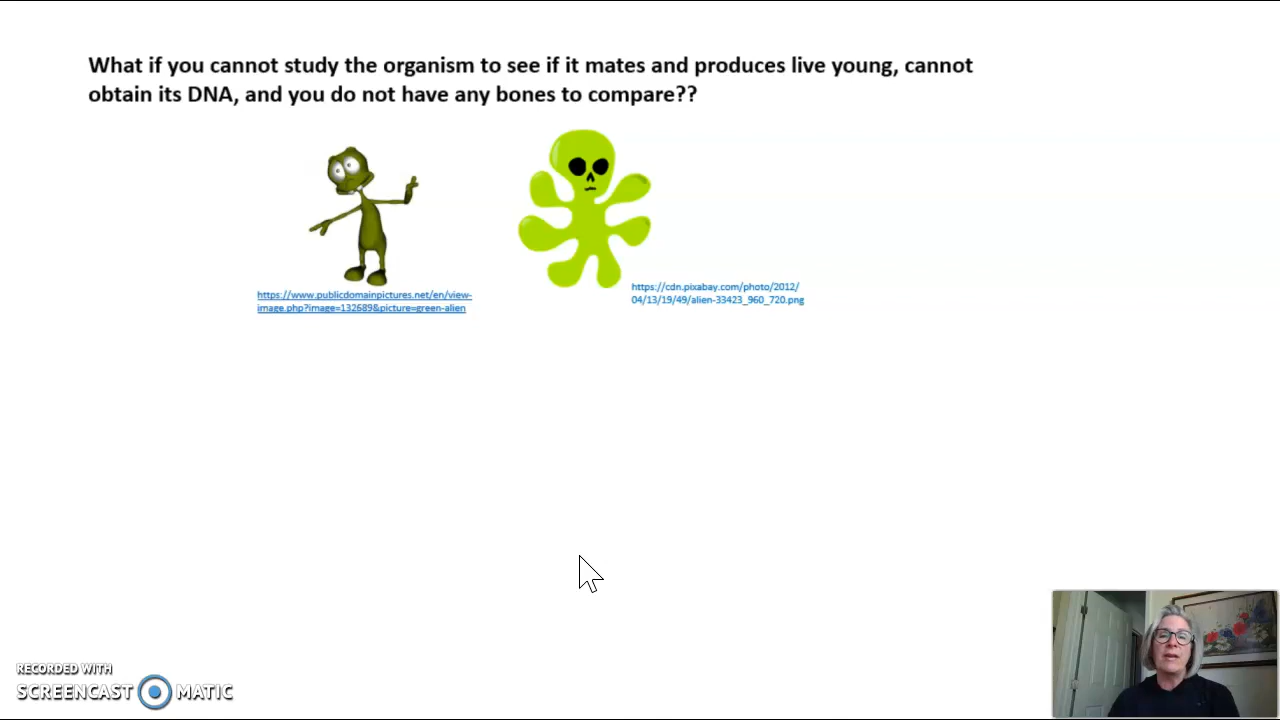 What if you cannot study the organism to see if it mates and produces live young, cannot
obtain its DNA, and you do not have any bones to compare??
https://www.publicdomainpictures.net/en/view-
image.php?image=132689&picture=green-alien
https://cdn.pixabay.com/photo/2012/
04/13/19/49/alien-33423_960_720.png
RECORDED WITH
SCREENCAST MATIC